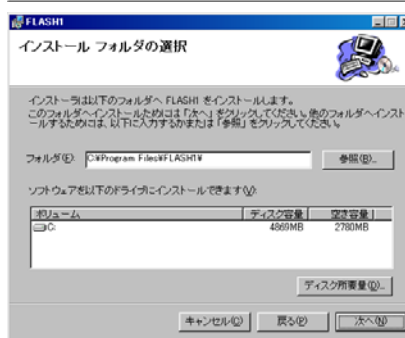 FLASH1
インストール フォルダの選択
インストーラは以下のフォルダへ FLASH1 をインストールします。
このフォルダへインストールするためには「次へ」をクリックしてください。他のフォルダへインスト
ールするためには、以下に入力するかまたは「参照」をクリックしてください。
フォルダ(F): C:¥Program Files¥FLASH1¥ 参照(R)...
ソフトウェアを以下のドライブにインストールできます(V):
ボリューム ディスク容量 空き容量
C: 4869MB 2780MB
ディスク所要量(D)...
キャンセル(C) 戻る(P) 次へ(N)